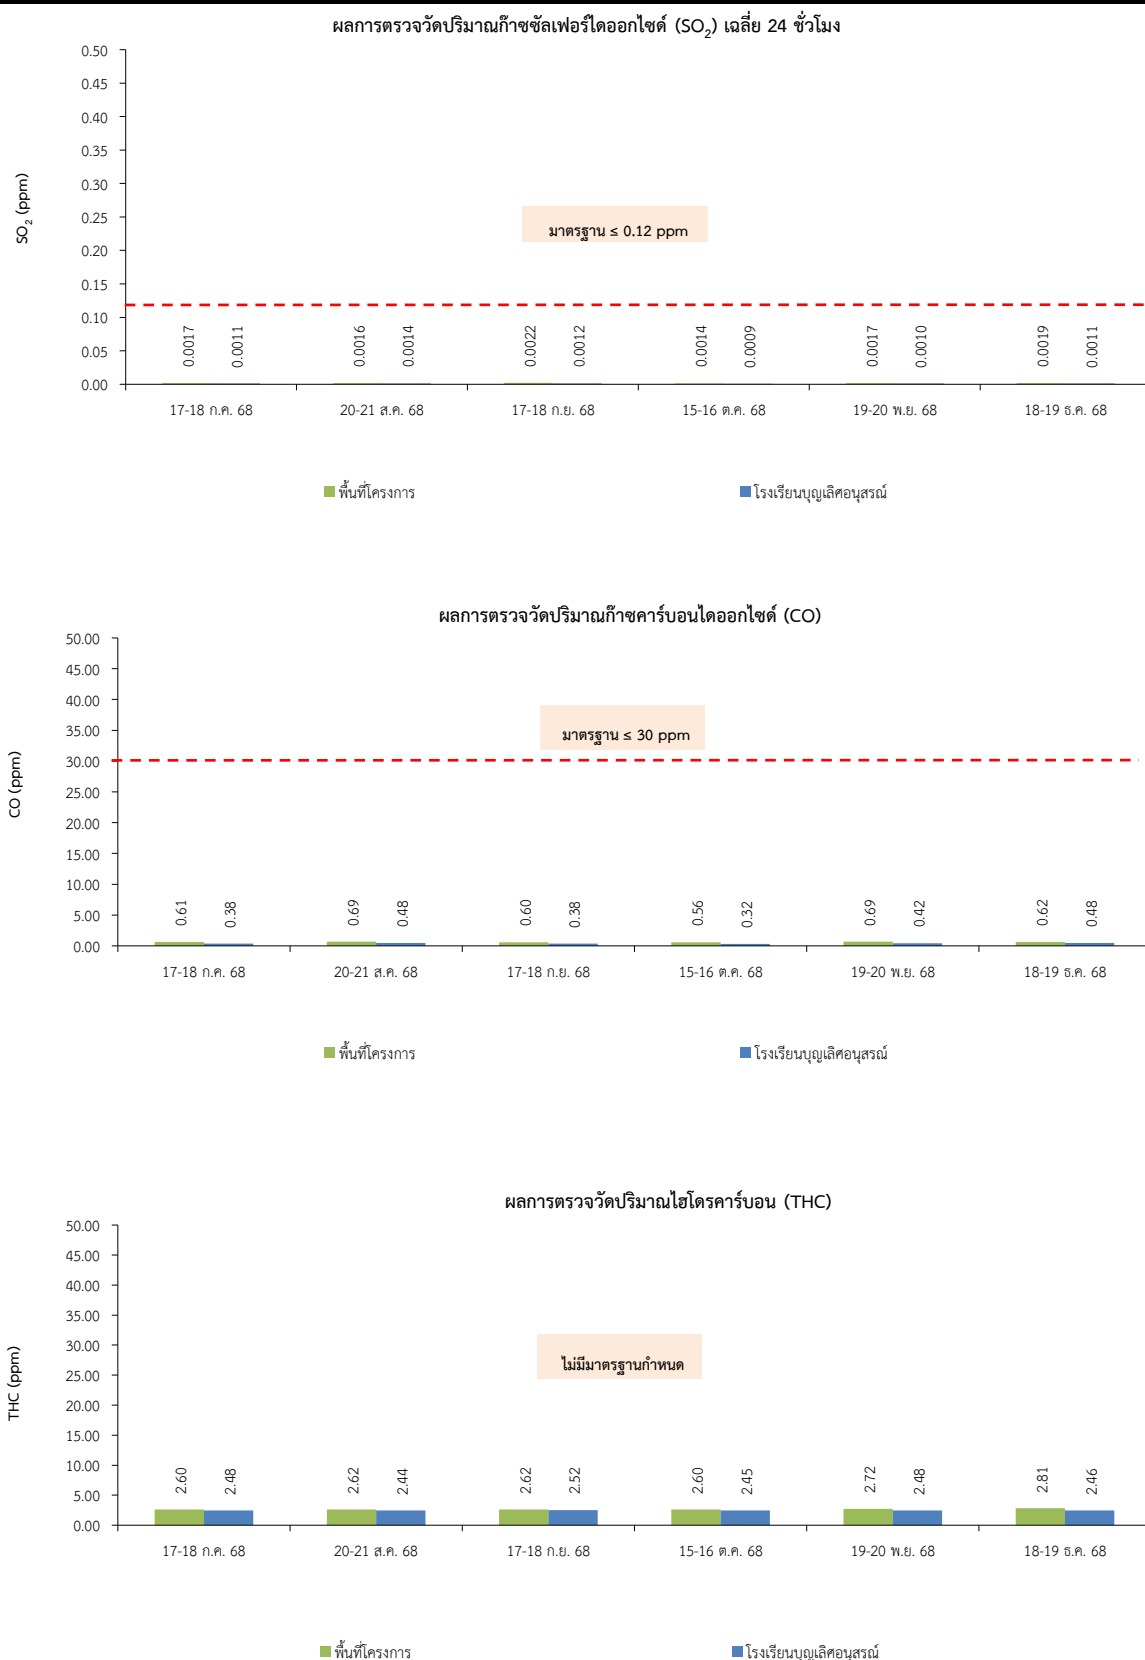 ผลการตรวจวัดปริมาณก๊าซซัลเฟอร์ไดออกไซด์ (SO₂) เฉลี่ย 24 ชั่วโมง
0.50
0.45
0.40
0.35
0.30
0.25
0.20
0.15
0.10
0.05
0.00
SO₂ (ppm)
มาตรฐาน ≤ 0.12 ppm
0.0017 0.0011 0.0016 0.0014 0.0022 0.0012 0.0014 0.0009 0.0017 0.0010 0.0019 0.0011
17-18 ก.ค. 68 20-21 ส.ค. 68 17-18 ก.ย. 68 15-16 ต.ค. 68 19-20 พ.ย. 68 18-19 ธ.ค. 68
พื้นที่โครงการ โรงเรียนบุญเลิศอนุสรณ์
ผลการตรวจวัดปริมาณก๊าซคาร์บอนไดออกไซด์ (CO)
50.00
45.00
40.00
35.00
30.00
25.00
20.00
15.00
10.00
5.00
0.00
CO (ppm)
มาตรฐาน ≤ 30 ppm
0.61 0.38 0.69 0.48 0.60 0.38 0.56 0.32 0.69 0.42 0.62 0.48
17-18 ก.ค. 68 20-21 ส.ค. 68 17-18 ก.ย. 68 15-16 ต.ค. 68 19-20 พ.ย. 68 18-19 ธ.ค. 68
พื้นที่โครงการ โรงเรียนบุญเลิศอนุสรณ์
ผลการตรวจวัดปริมาณไฮโดรคาร์บอน (THC)
50.00
45.00
40.00
35.00
30.00
25.00
20.00
15.00
10.00
5.00
0.00
THC (ppm)
ไม่มีมาตรฐานกำหนด
2.60 2.48 2.62 2.44 2.62 2.52 2.60 2.45 2.72 2.48 2.81 2.46
17-18 ก.ค. 68 20-21 ส.ค. 68 17-18 ก.ย. 68 15-16 ต.ค. 68 19-20 พ.ย. 68 18-19 ธ.ค. 68
พื้นที่โครงการ โรงเรียนบุญเลิศอนุสรณ์